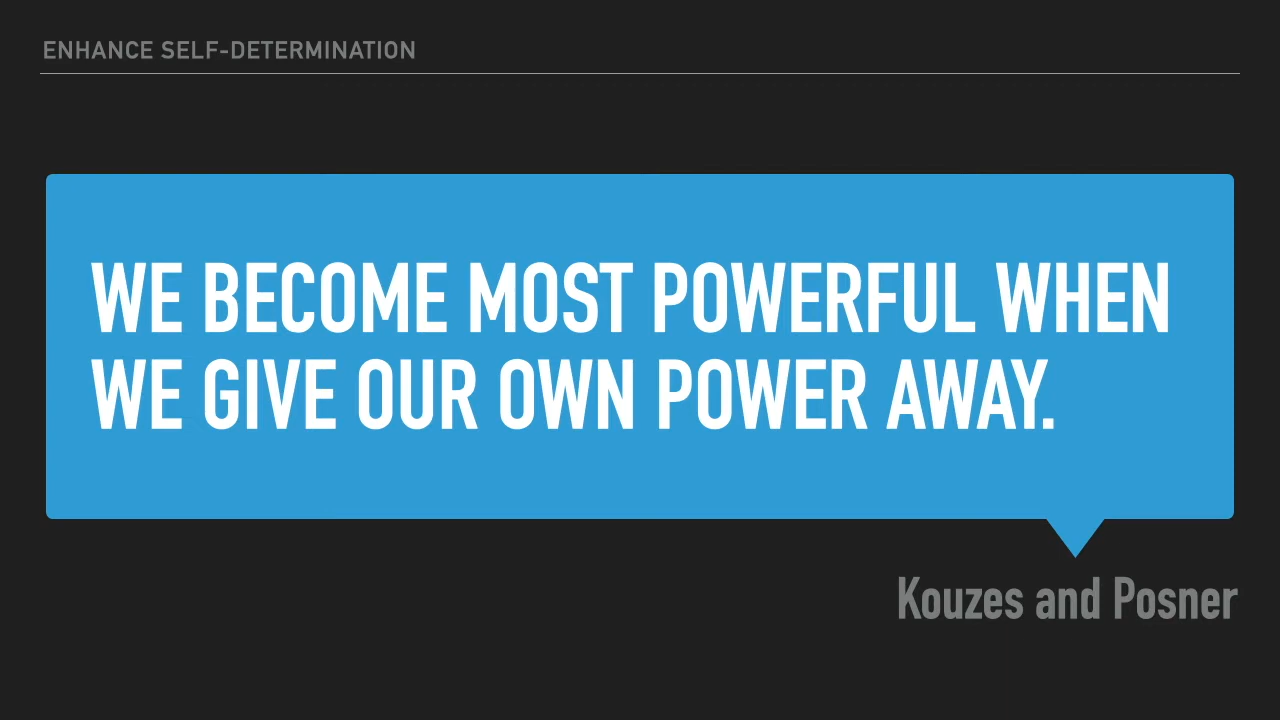 ENHANCE SELF-DETERMINATION
WE BECOME MOST POWERFUL WHEN
WE GIVE OUR OWN POWER AWAY.
Kouzes and Posner